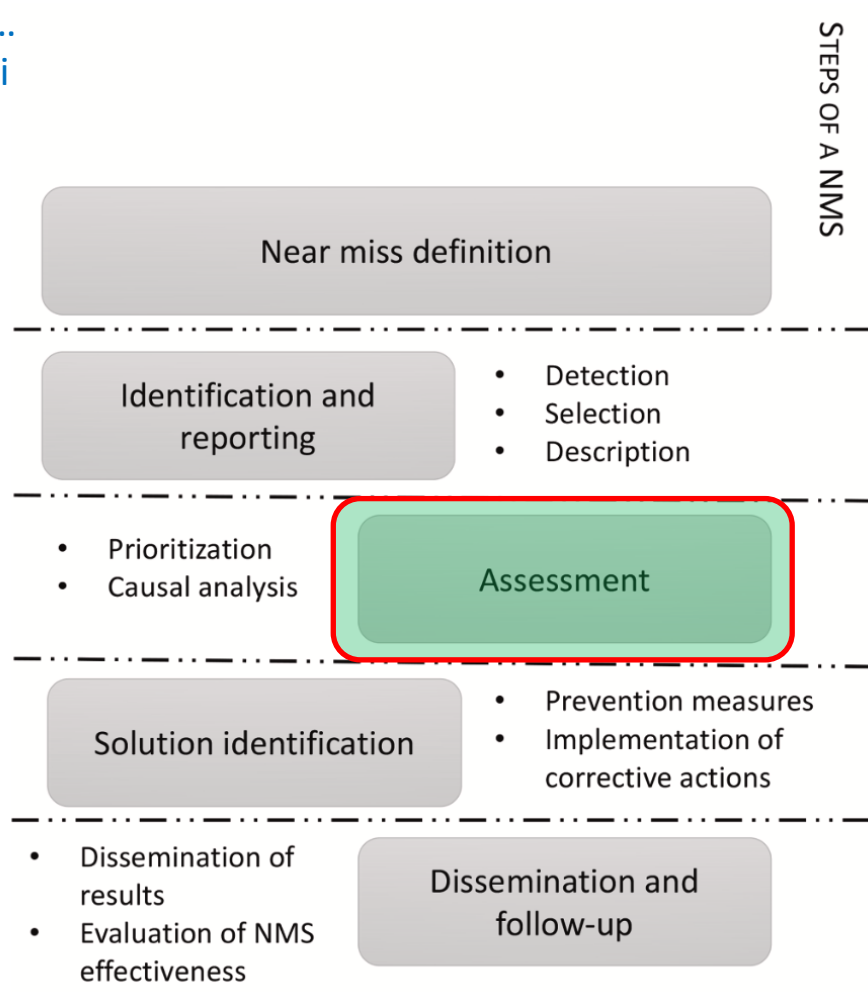 ..
i
STEPS OF A NMS
Near miss definition
Identification and
reporting
• Detection
• Selection
• Description
• Prioritization
• Causal analysis
Assessment
Solution identification
• Prevention measures
• Implementation of
corrective actions
• Dissemination of
results
• Evaluation of NMS
effectiveness
Dissemination and
follow-up